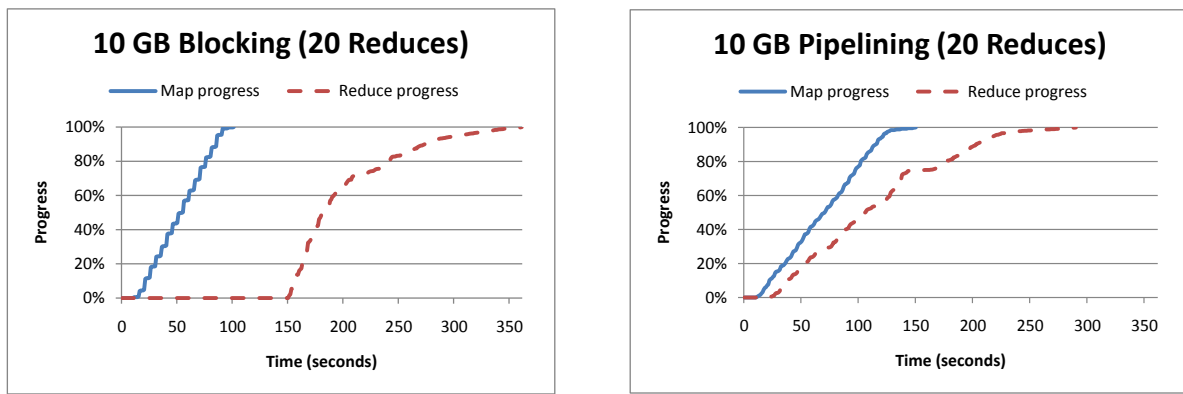 10 GB Blocking (20 Reduces)
Map progress
Reduce progress
100%
80%
60%
40%
20%
0%
Progress
0 50 100 150 200 250 300 350
Time (seconds)
10 GB Pipelining (20 Reduces)
Map progress
Reduce progress
100%
80%
60%
40%
20%
0%
Progress
0 50 100 150 200 250 300 350
Time (seconds)